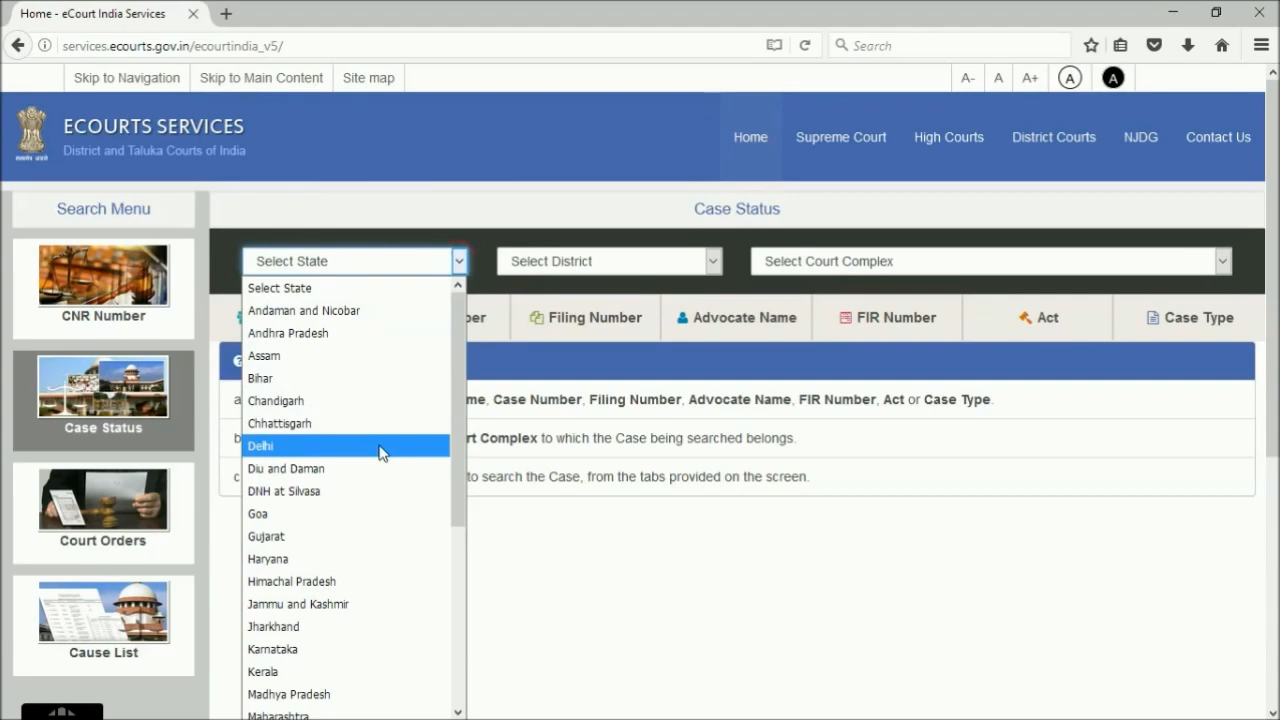 Home - eCourt India Services
services.ecourts.gov.in/ecourtindia_v5/
Search
Skip to Navigation
Skip to Main Content
Site map
A-
A
A+
A
A
ECOURTS SERVICES
District and Taluka Courts of India
Home
Supreme Court
High Courts
District Courts
NJDG
Contact Us
Search Menu
CNR Number
Case Status
Court Orders
Cause List
Case Status
Select State
Select District
Select Court Complex
Select State
Andaman and Nicobar
Andhra Pradesh
Assam
Bihar
Chandigarh
Chhattisgarh
Delhi
Diu and Daman
DNH at Silvasa
Goa
Gujarat
Haryana
Himachal Pradesh
Jammu and Kashmir
Jharkhand
Karnataka
Kerala
Madhya Pradesh
Maharashtra
ber
Filing Number
Advocate Name
FIR Number
Act
Case Type
me, Case Number, Filing Number, Advocate Name, FIR Number, Act or Case Type.
rt Complex to which the Case being searched belongs.
to search the Case, from the tabs provided on the screen.